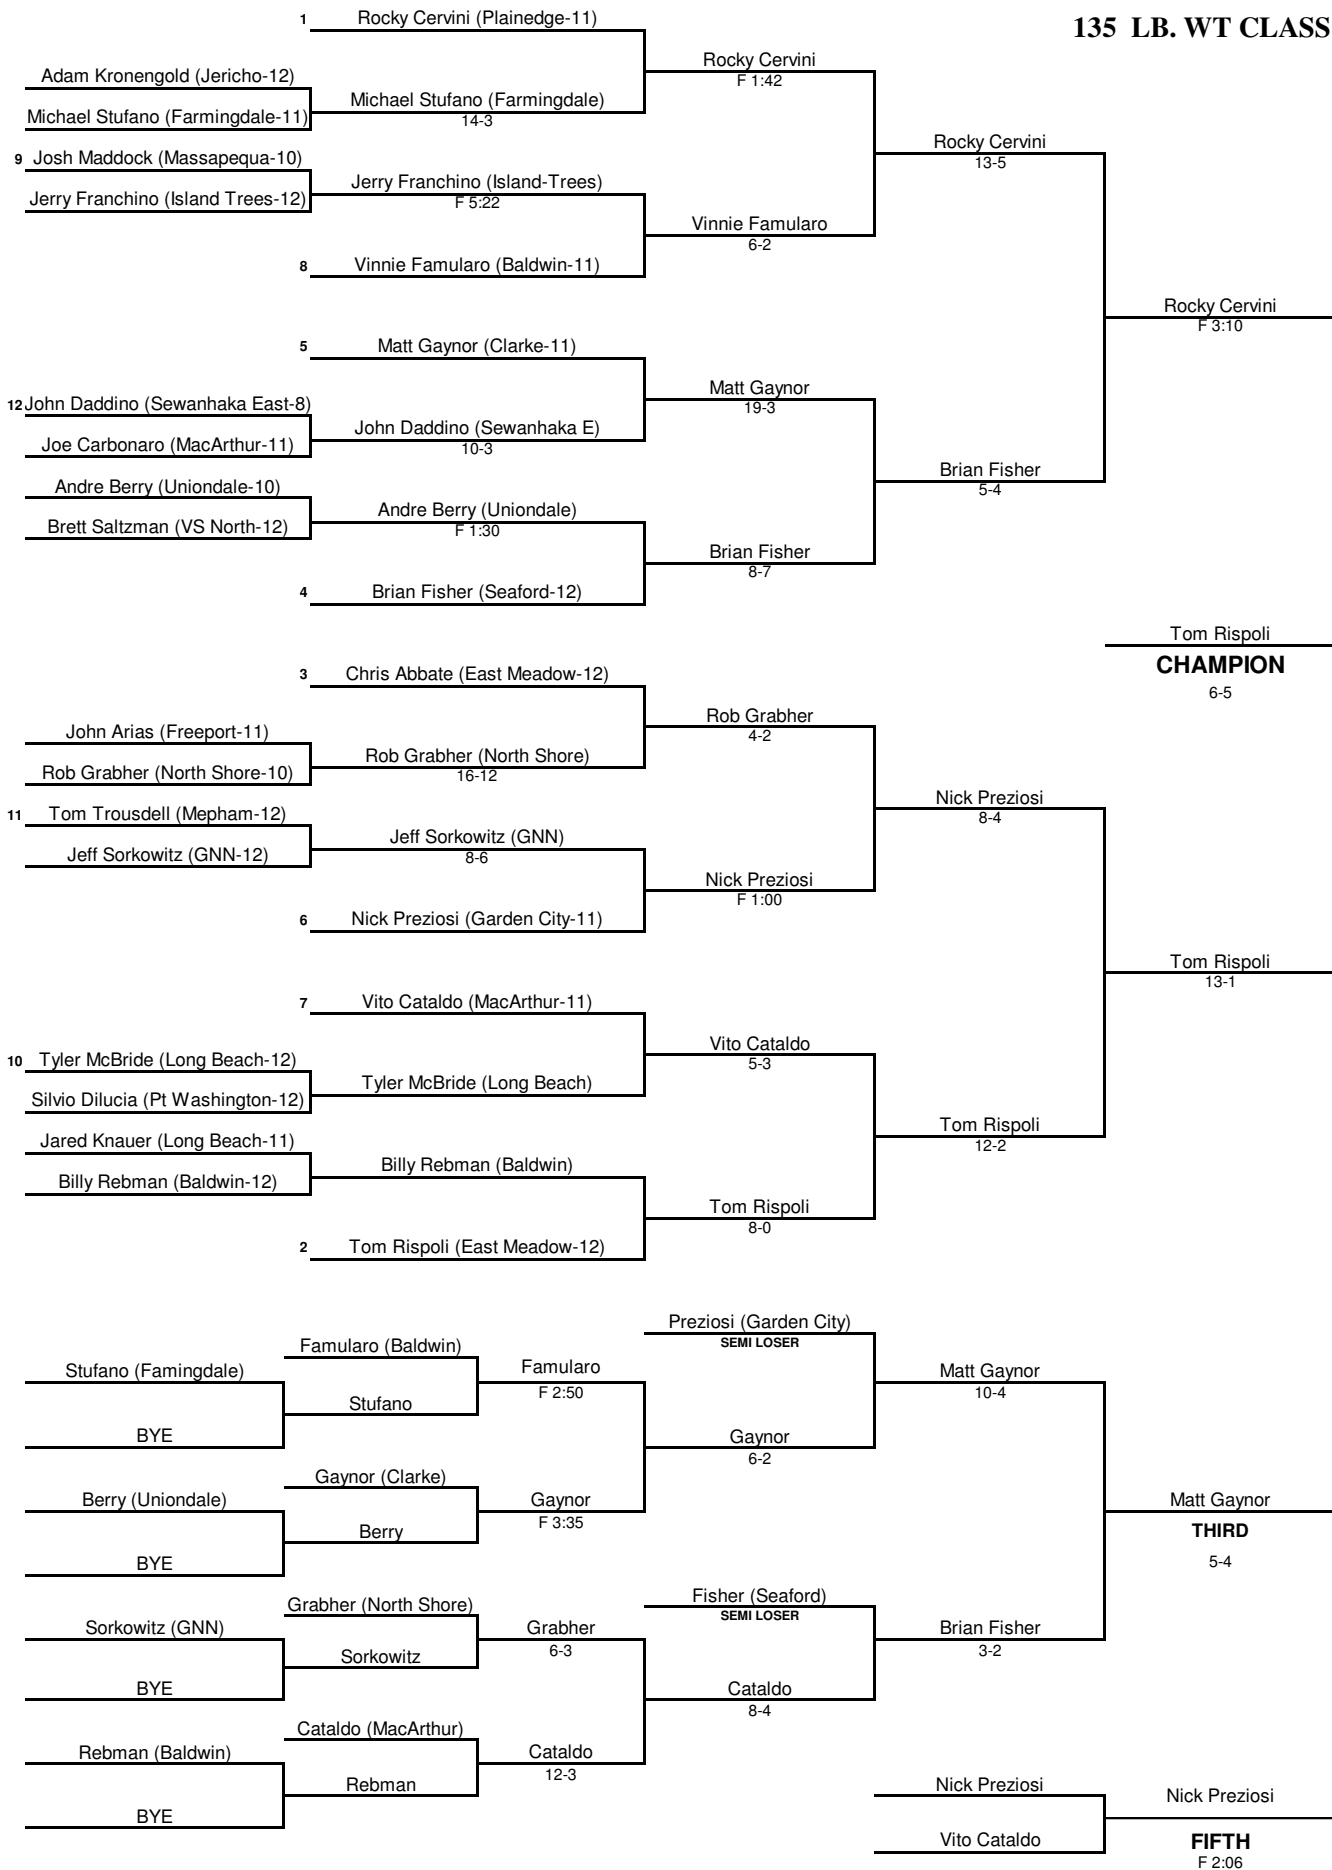 135 LB. WT CLASS
1 Rocky Cervini (Plainedge-11)
Rocky Cervini
F 1:42
Adam Kronengold (Jericho-12)
Michael Stufano (Farmingdale)
14-3
Michael Stufano (Farmingdale-11)
Rocky Cervini
13-5
9 Josh Maddock (Massapequa-10)
Jerry Franchino (Island-Trees)
F 5:22
Jerry Franchino (Island Trees-12)
Vinnie Famularo
6-2
8 Vinnie Famularo (Baldwin-11)
Rocky Cervini
F 3:10
5 Matt Gaynor (Clarke-11)
Matt Gaynor
19-3
12 John Daddino (Sewanhaka East-8)
John Daddino (Sewanhaka E)
10-3
Joe Carbonaro (MacArthur-11)
Brian Fisher
5-4
Andre Berry (Uniondale-10)
Andre Berry (Uniondale)
F 1:30
Brett Saltzman (VS North-12)
Brian Fisher
8-7
4 Brian Fisher (Seaford-12)
Tom Rispoli
CHAMPION
6-5
3 Chris Abbate (East Meadow-12)
Rob Grabher
4-2
John Arias (Freeport-11)
Rob Grabher (North Shore)
16-12
Rob Grabher (North Shore-10)
Nick Preziosi
8-4
11 Tom Trousdell (Mepham-12)
Jeff Sorkowitz (GNN)
8-6
Jeff Sorkowitz (GNN-12)
Nick Preziosi
F 1:00
6 Nick Preziosi (Garden City-11)
Tom Rispoli
13-1
7 Vito Cataldo (MacArthur-11)
Vito Cataldo
5-3
10 Tyler McBride (Long Beach-12)
Tyler McBride (Long Beach)
Silvio Dilucia (Pt Washington-12)
Tom Rispoli
12-2
Jared Knauer (Long Beach-11)
Billy Rebman (Baldwin)
Billy Rebman (Baldwin-12)
Tom Rispoli
8-0
2 Tom Rispoli (East Meadow-12)
Preziosi (Garden City)
SEMI LOSER
Famularo (Baldwin)
Stufano (Famingdale)
Famularo
F 2:50
Matt Gaynor
10-4
Stufano
BYE
Gaynor
6-2
Gaynor (Clarke)
Berry (Uniondale)
Gaynor
F 3:35
Matt Gaynor
THIRD
5-4
Berry
BYE
Fisher (Seaford)
SEMI LOSER
Grabher (North Shore)
Sorkowitz (GNN)
Grabher
6-3
Brian Fisher
3-2
Sorkowitz
BYE
Cataldo
8-4
Cataldo (MacArthur)
Rebman (Baldwin)
Cataldo
12-3
Rebman
BYE
Nick Preziosi
Nick Preziosi
Vito Cataldo
FIFTH
F 2:06